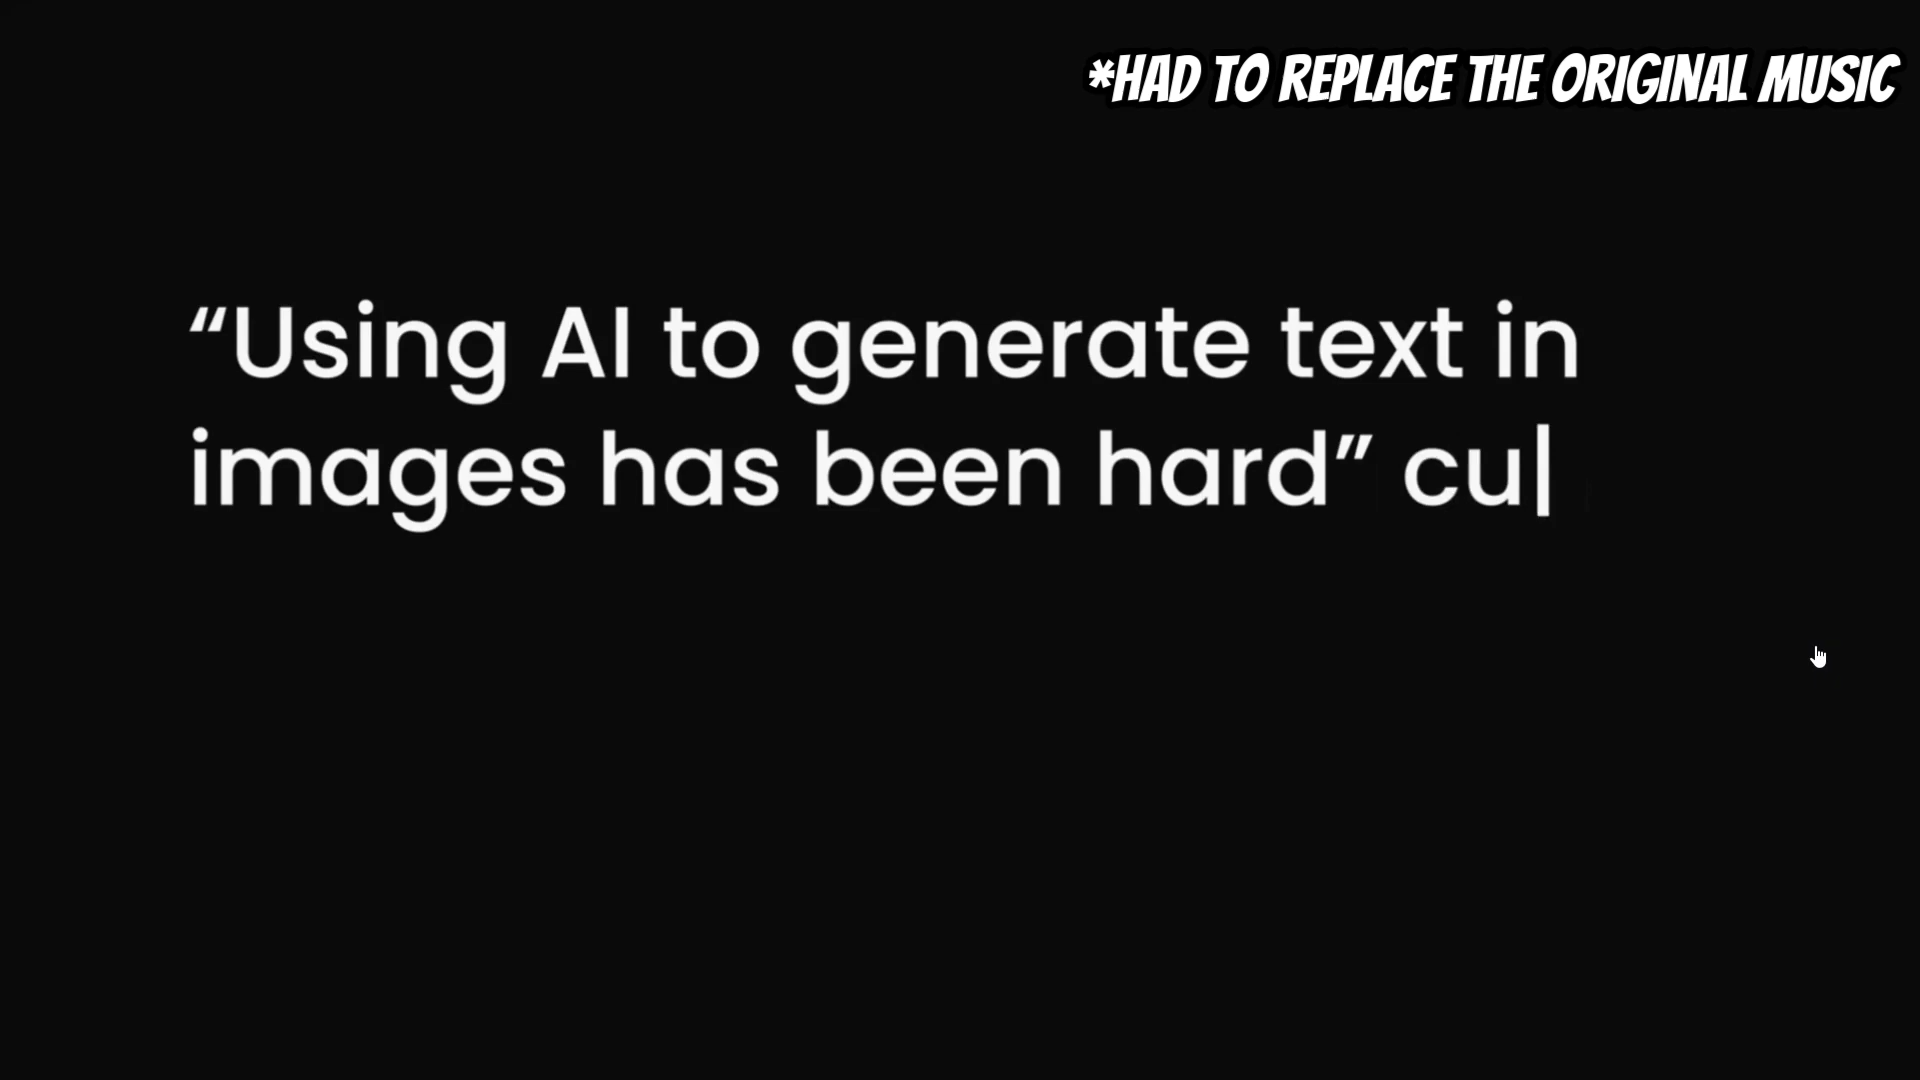 *HAD TO REPLACE THE ORIGINAL MUSIC
“Using AI to generate text in
images has been hard” cu